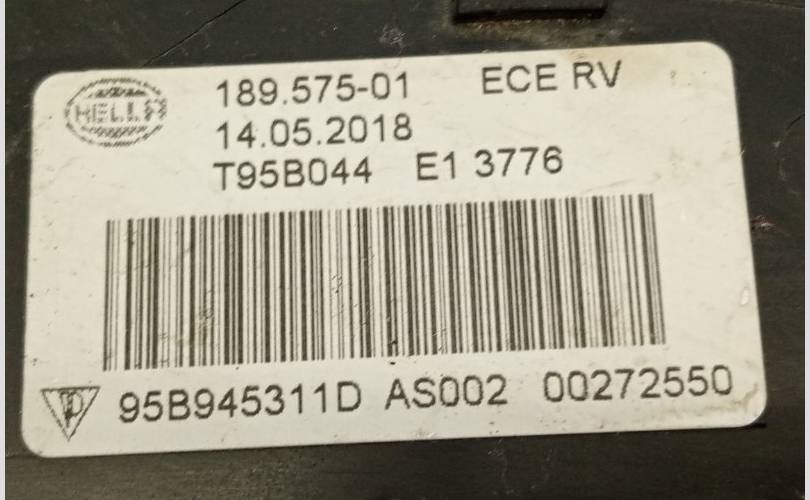 HELLA 189.575-01 ECE RV
14.05.2018
T95B044 E1 3776
95B945311D AS002 00272550